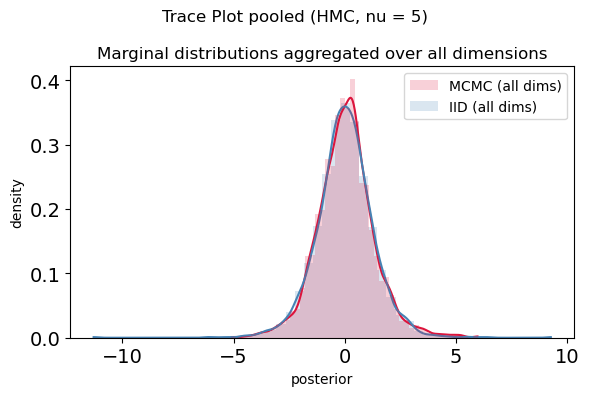 Trace Plot pooled (HMC, nu = 5)
Marginal distributions aggregated over all dimensions
MCMC (all dims)
IID (all dims)
density
0.4
0.3
0.2
0.1
0.0
−10
−5
0
5
10
posterior